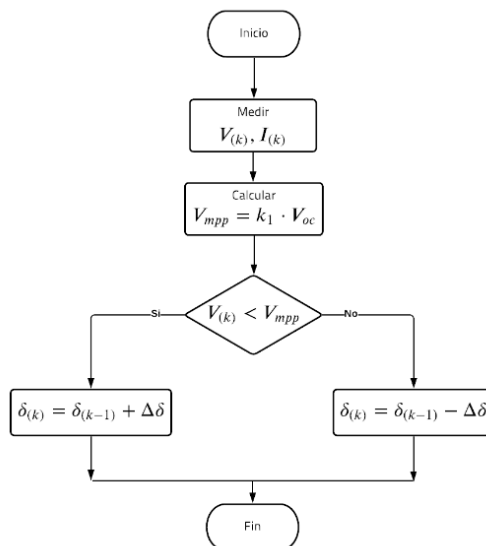 Inicio
Medir
V(k), I(k)
Calcular
Vmpp = k1 · Voc
Si
V(k) < Vmpp
No
δ(k) = δ(k−1) + Δδ
δ(k) = δ(k−1) − Δδ
Fin